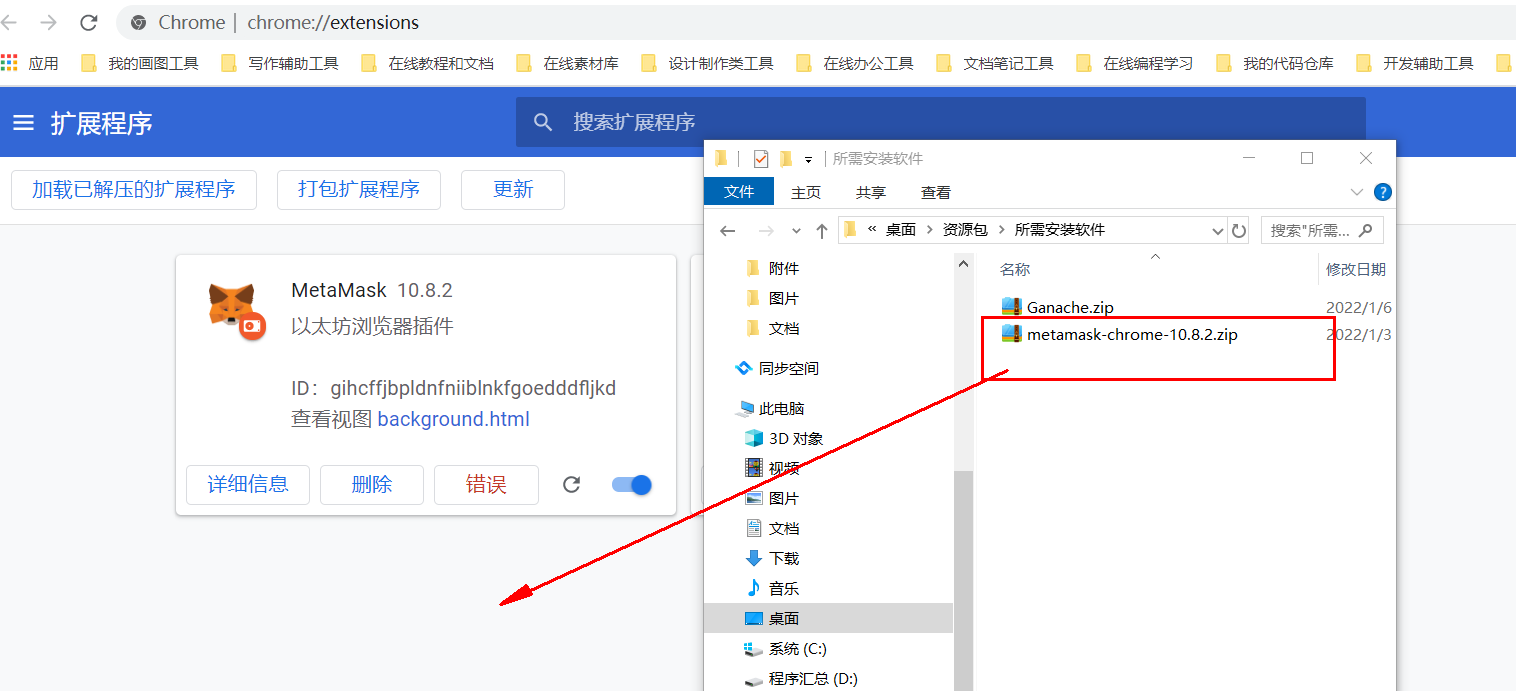 Chrome | chrome://extensions
应用 我的画图工具 写作辅助工具 在线教程和文档 在线素材库 设计制作类工具 在线办公工具 文档笔记工具 在线编程学习 我的代码仓库 开发辅助工具
扩展程序 搜索扩展程序
加载已解压的扩展程序 打包扩展程序 更新
MetaMask 10.8.2
以太坊浏览器插件
ID：gihcffjbpldnfniiblnkfgoedddfljkd
查看视图 background.html
详细信息 删除 错误
所需安装软件
文件 主页 共享 查看
« 桌面 > 资源包 > 所需安装软件 搜索"所需...
附件
图片
文档
同步空间
此电脑
3D 对象
视频
图片
文档
下载
音乐
桌面
系统 (C:)
程序汇总 (D:)
名称 修改日期
Ganache.zip 2022/1/6
metamask-chrome-10.8.2.zip 2022/1/3